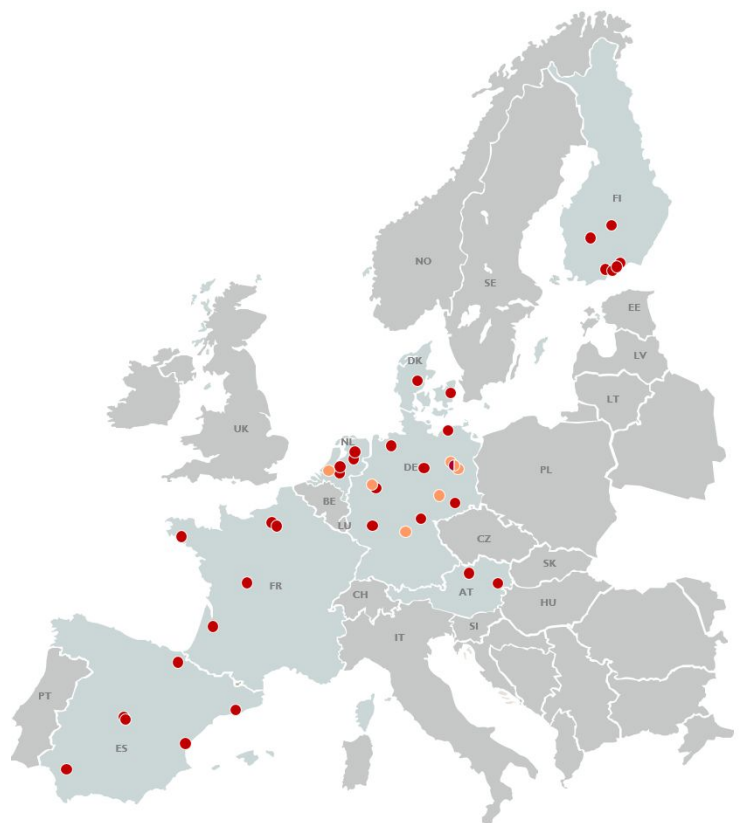 FI
NO
SE
EE
LV
DK
LT
UK
NL
DE
PL
BE
LU
CZ
SK
FR
CH
AT
HU
SI
IT
PT
ES